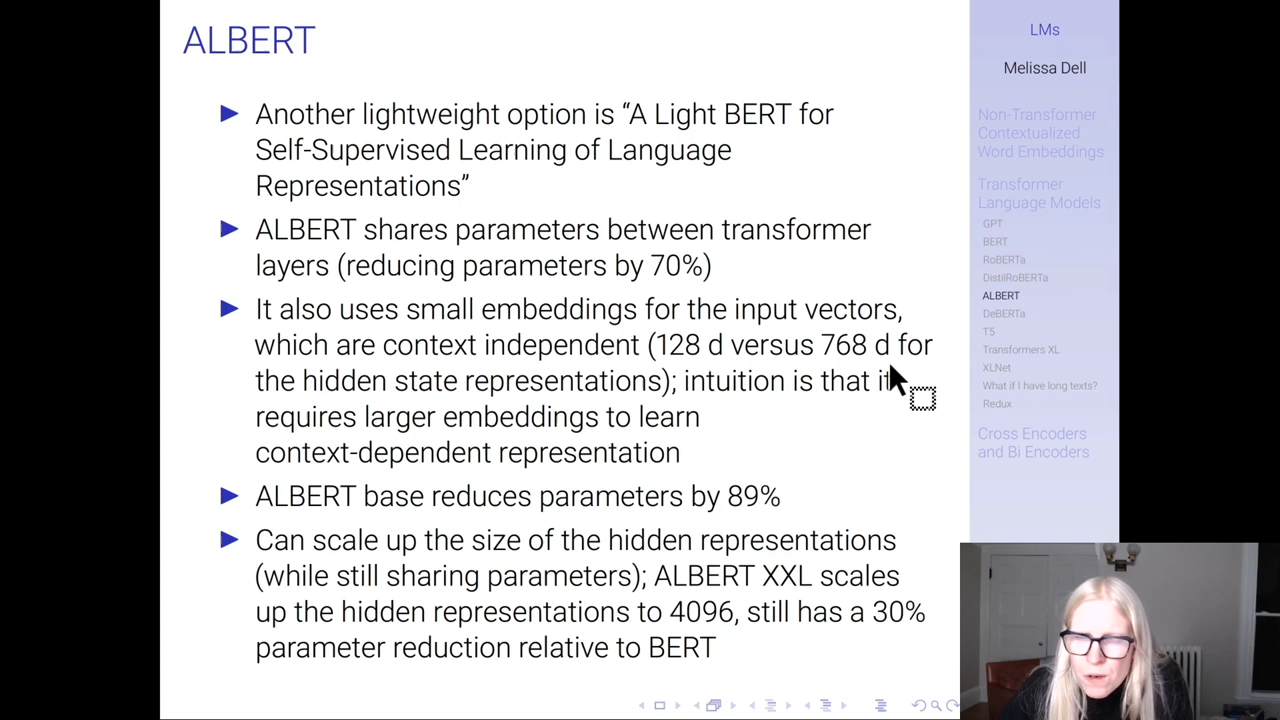 ALBERT
Another lightweight option is “A Light BERT for
Self-Supervised Learning of Language
Representations”
ALBERT shares parameters between transformer
layers (reducing parameters by 70%)
It also uses small embeddings for the input vectors,
which are context independent (128 d versus 768 d for
the hidden state representations); intuition is that it
requires larger embeddings to learn
context-dependent representation
ALBERT base reduces parameters by 89%
Can scale up the size of the hidden representations
(while still sharing parameters); ALBERT XXL scales
up the hidden representations to 4096, still has a 30%
parameter reduction relative to BERT
LMs
Melissa Dell
Non-Transformer
Contextualized
Word Embeddings
Transformer
Language Models
GPT
BERT
RoBERTa
DistilRoBERTa
ALBERT
DeBERTa
T5
Transformers XL
XLNet
What if I have long texts?
Redux
Cross Encoders
and Bi Encoders